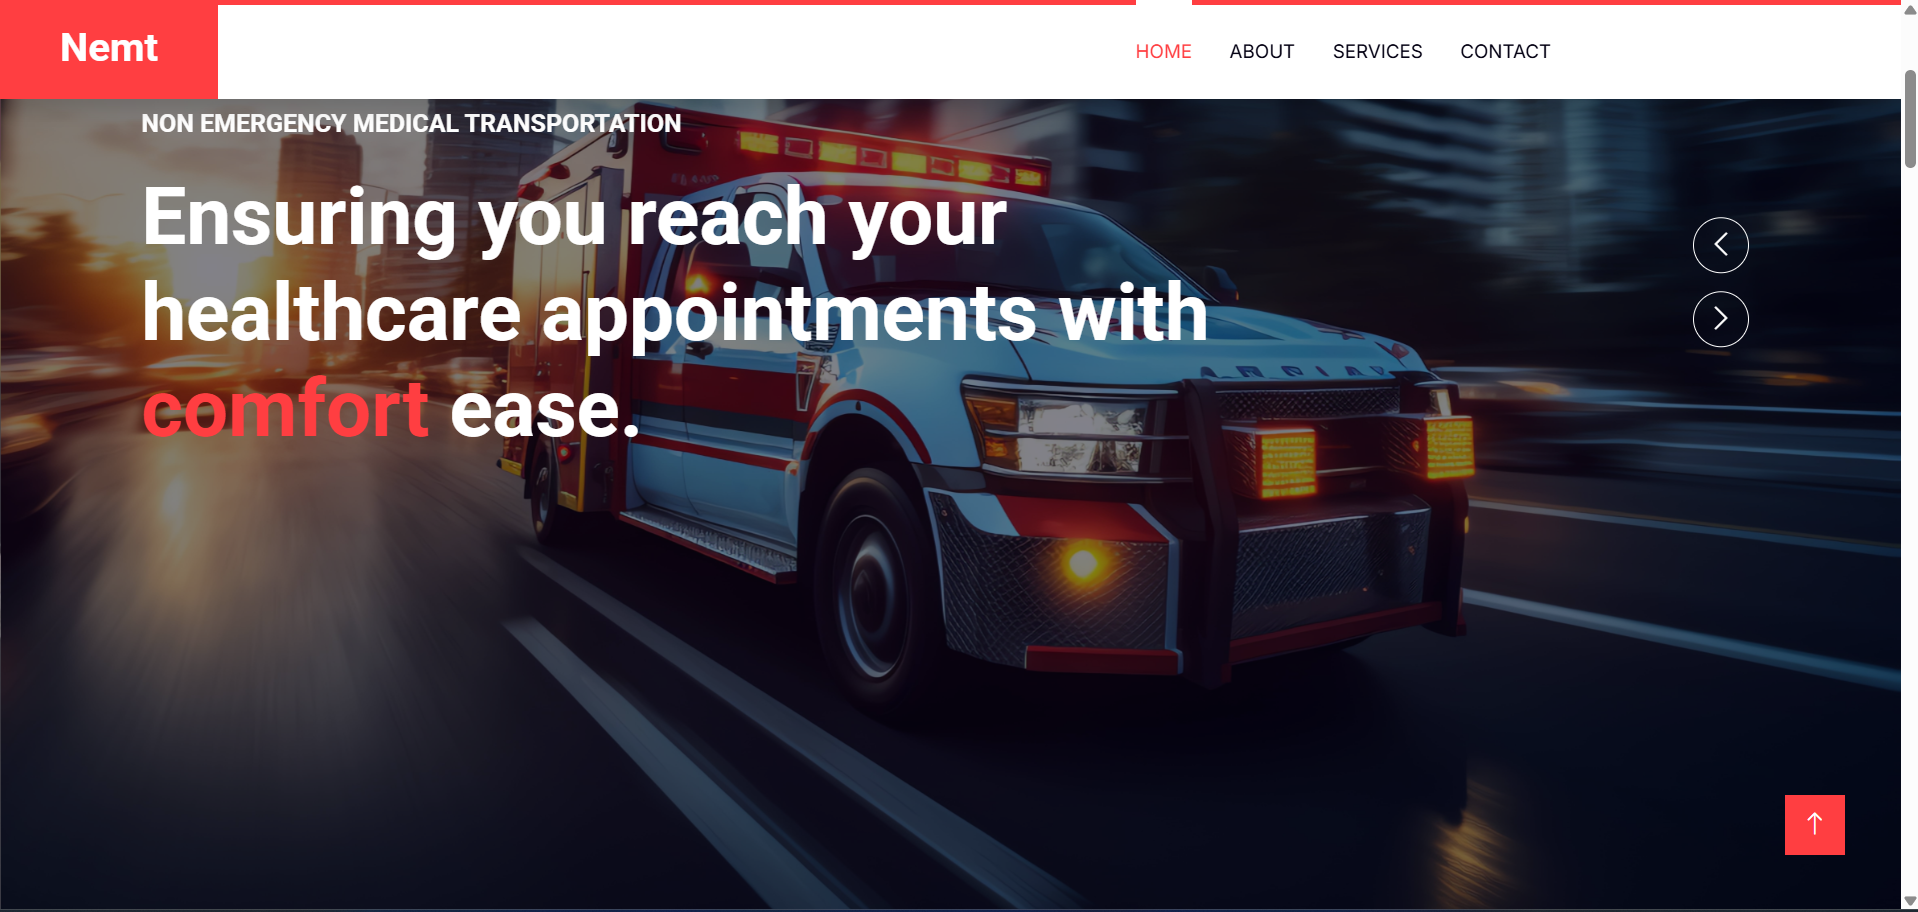 Nemt
HOME ABOUT SERVICES CONTACT
NON EMERGENCY MEDICAL TRANSPORTATION
Ensuring you reach your
healthcare appointments with
comfort ease.